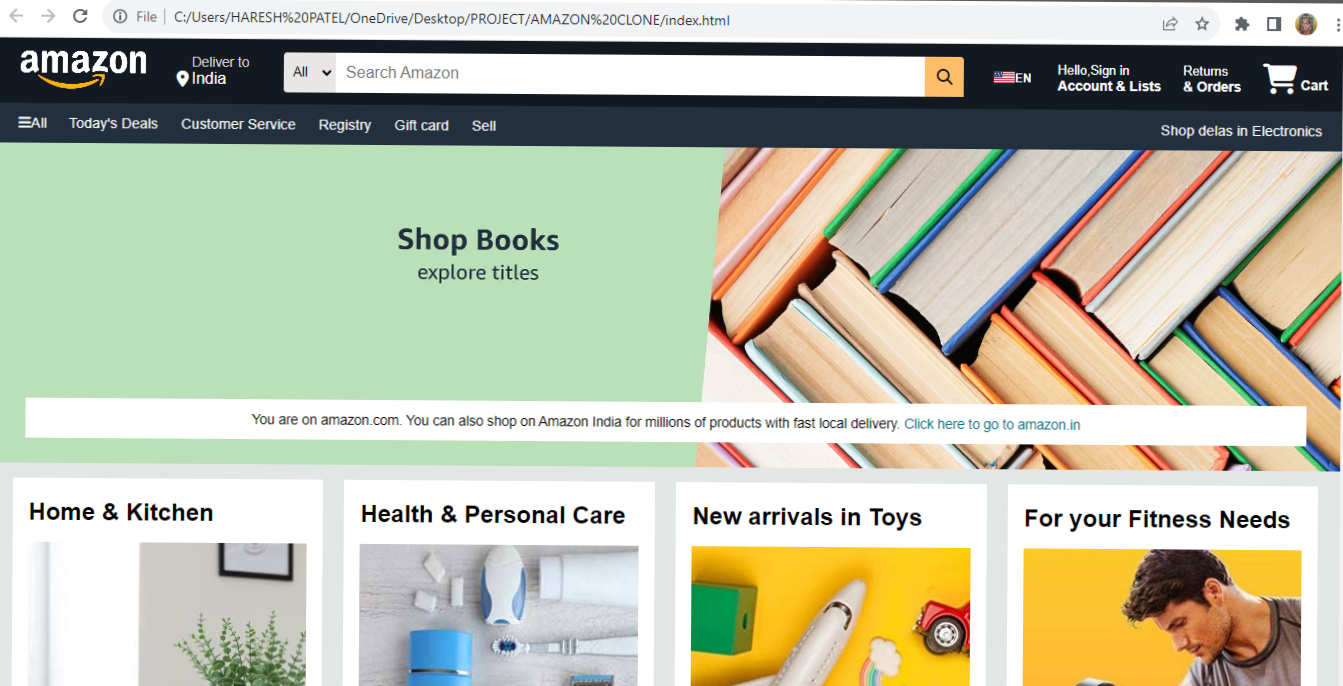 File C:/Users/HARESH%20PATEL/OneDrive/Desktop/PROJECT/AMAZON%20CLONE/index.html
amazon
Deliver to
India
All
Search Amazon
EN
Hello,Sign in
Account & Lists
Returns
& Orders
Cart
All Today's Deals Customer Service Registry Gift card Sell
Shop delas in Electronics
Shop Books
explore titles
You are on amazon.com. You can also shop on Amazon India for millions of products with fast local delivery. Click here to go to amazon.in
Home & Kitchen
Health & Personal Care
New arrivals in Toys
For your Fitness Needs